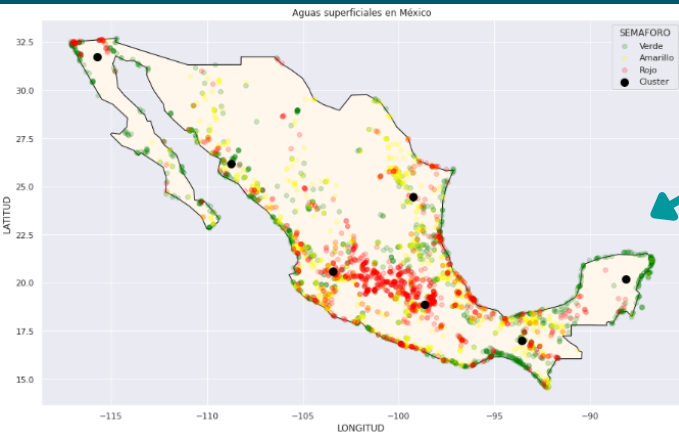 Aguas superficiales en México
SEMAFORO
Verde
Amarillo
Rojo
Cluster
LATITUD
32.5
30.0
27.5
25.0
22.5
20.0
17.5
15.0
−115
−110
−105
−100
−95
−90
LONGITUD